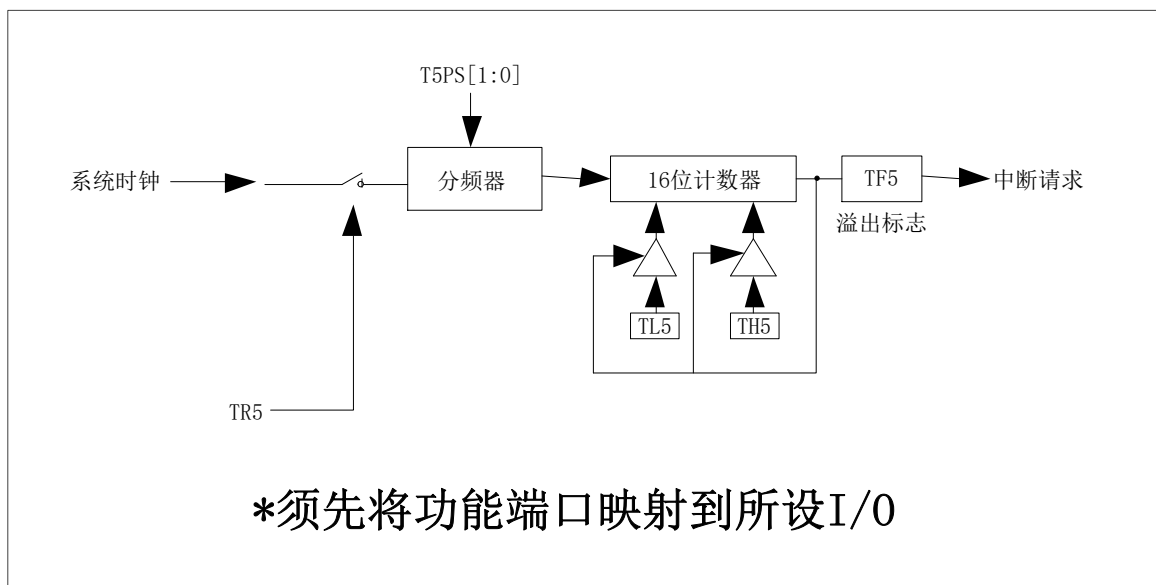 T5PS[1:0]
系统时钟
分频器
16位计数器
TF5
中断请求
溢出标志
TL5
TH5
TR5
*须先将功能端口映射到所设I/O